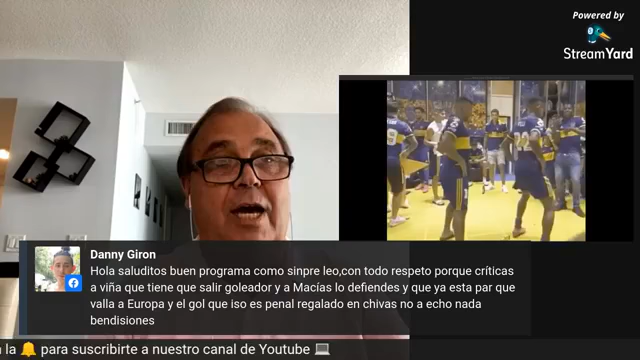 Powered by
StreamYard
Danny Giron
Hola saluditos buen programa como sinpre leo,con todo respeto porque críticas
a viña que tiene que salir goleador y a Macías lo defiendes y que ya esta par que
valla a Europa y el gol que iso es penal regalado en chivas no a echo nada
bendisiones
la 🔔 para suscribirte a nuestro canal de Youtube 💻